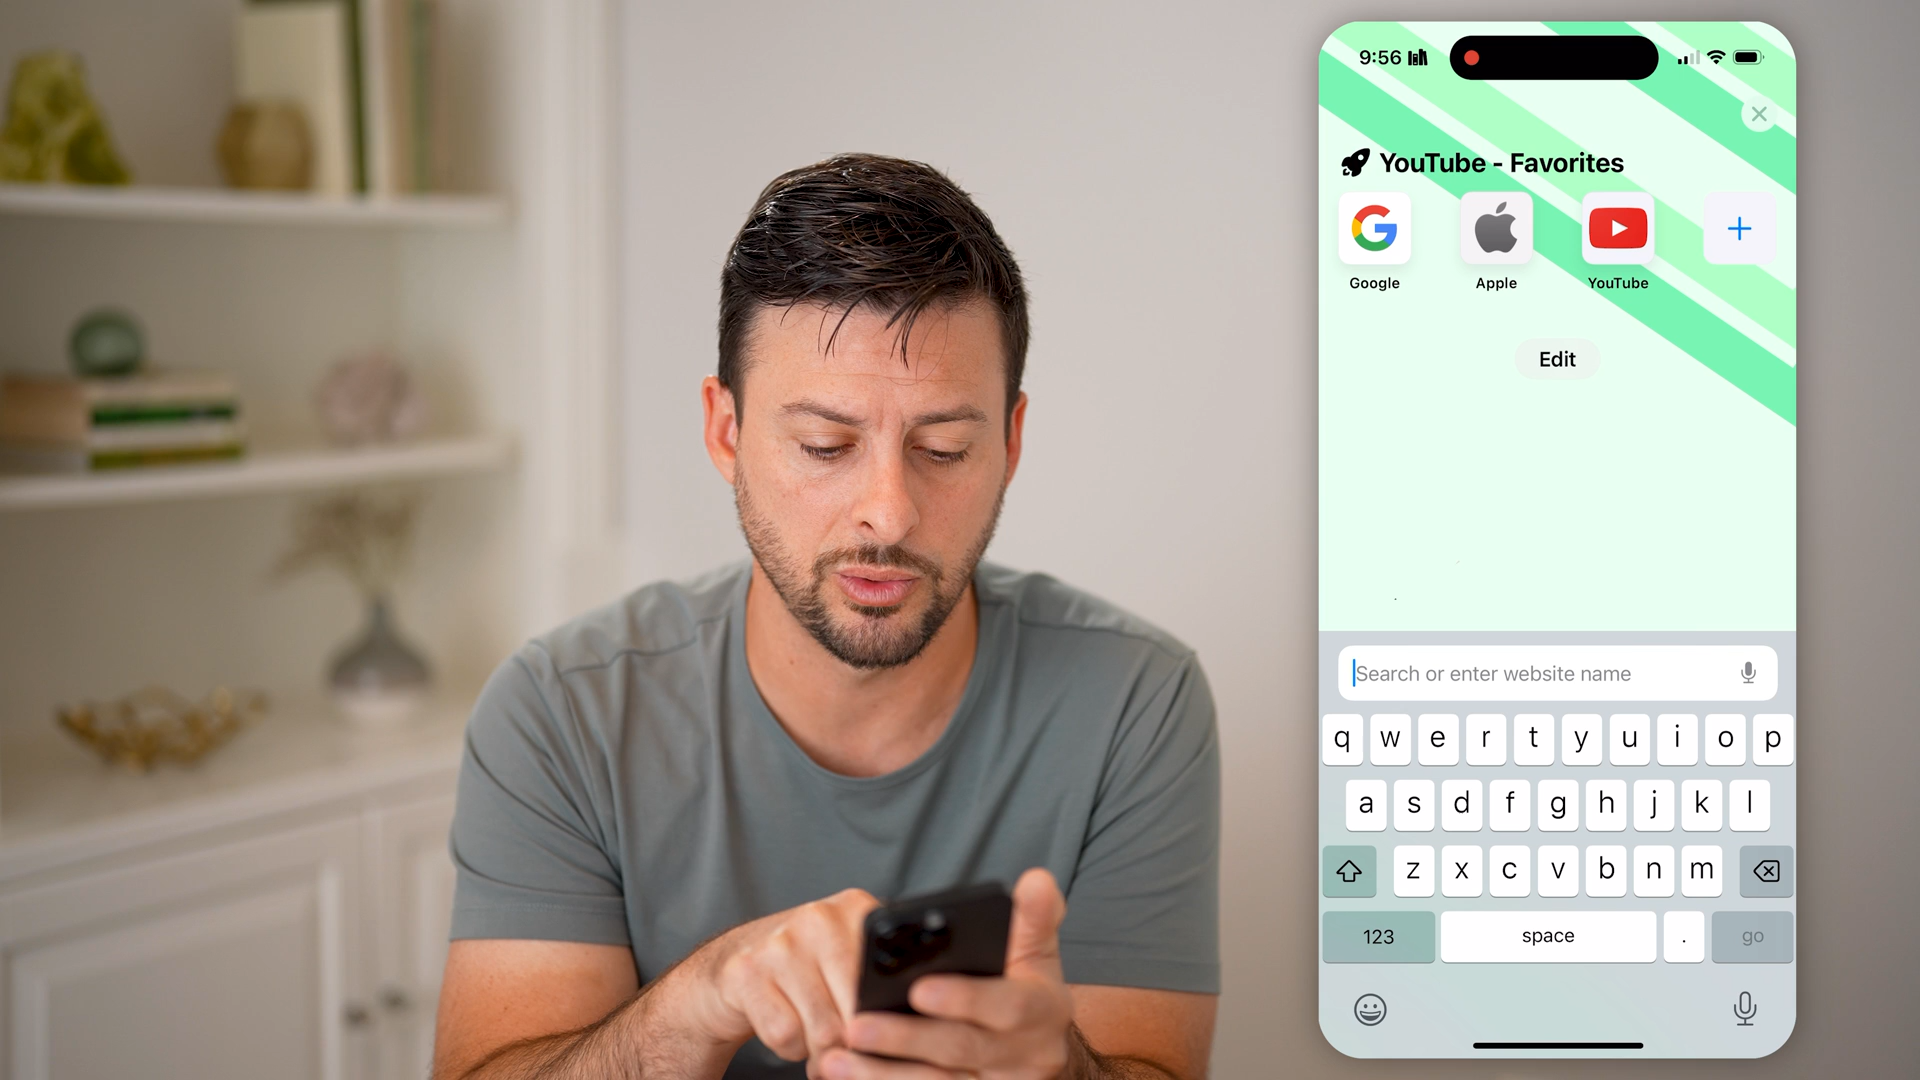 9:56
YouTube - Favorites
Google Apple YouTube
Edit
Search or enter website name
q w e r t y u i o p
a s d f g h j k l
z x c v b n m
123 space . go